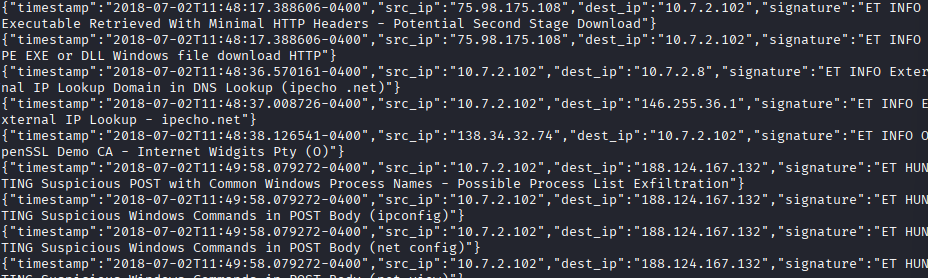 {"timestamp":"2018-07-02T11:48:17.388606-0400","src_ip":"75.98.175.108","dest_ip":"10.7.2.102","signature":"ET INFO
Executable Retrieved With Minimal HTTP Headers - Potential Second Stage Download"}
{"timestamp":"2018-07-02T11:48:17.388606-0400","src_ip":"75.98.175.108","dest_ip":"10.7.2.102","signature":"ET INFO
PE EXE or DLL Windows file download HTTP"}
{"timestamp":"2018-07-02T11:48:36.570161-0400","src_ip":"10.7.2.102","dest_ip":"10.7.2.8","signature":"ET INFO Exter
nal IP Lookup Domain in DNS Lookup (ipecho .net)"}
{"timestamp":"2018-07-02T11:48:37.008726-0400","src_ip":"10.7.2.102","dest_ip":"146.255.36.1","signature":"ET INFO E
xternal IP Lookup - ipecho.net"}
{"timestamp":"2018-07-02T11:48:38.126541-0400","src_ip":"138.34.32.74","dest_ip":"10.7.2.102","signature":"ET INFO O
penSSL Demo CA - Internet Widgits Pty (O)"}
{"timestamp":"2018-07-02T11:49:58.079272-0400","src_ip":"10.7.2.102","dest_ip":"188.124.167.132","signature":"ET HUN
TING Suspicious POST with Common Windows Process Names - Possible Process List Exfiltration"}
{"timestamp":"2018-07-02T11:49:58.079272-0400","src_ip":"10.7.2.102","dest_ip":"188.124.167.132","signature":"ET HUN
TING Suspicious Windows Commands in POST Body (ipconfig)"}
{"timestamp":"2018-07-02T11:49:58.079272-0400","src_ip":"10.7.2.102","dest_ip":"188.124.167.132","signature":"ET HUN
TING Suspicious Windows Commands in POST Body (net config)"}
{"timestamp":"2018-07-02T11:49:58.079272-0400","src_ip":"10.7.2.102","dest_ip":"188.124.167.132","signature":"ET HUN
TING Suspicious Windows Commands in POST Body (net view)"}